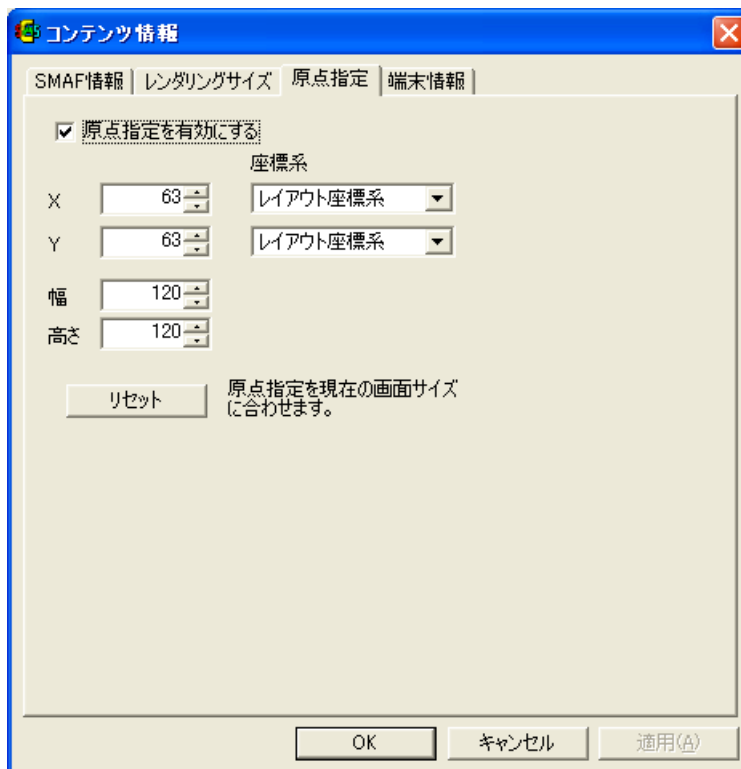 コンテンツ情報
SMAF情報 レンダリングサイズ 原点指定 端末情報
原点指定を有効にする
座標系
X 63 レイアウト座標系
Y 63 レイアウト座標系
幅 120
高さ 120
リセット 原点指定を現在の画面サイズ
に合わせます。
OK キャンセル 適用(A)